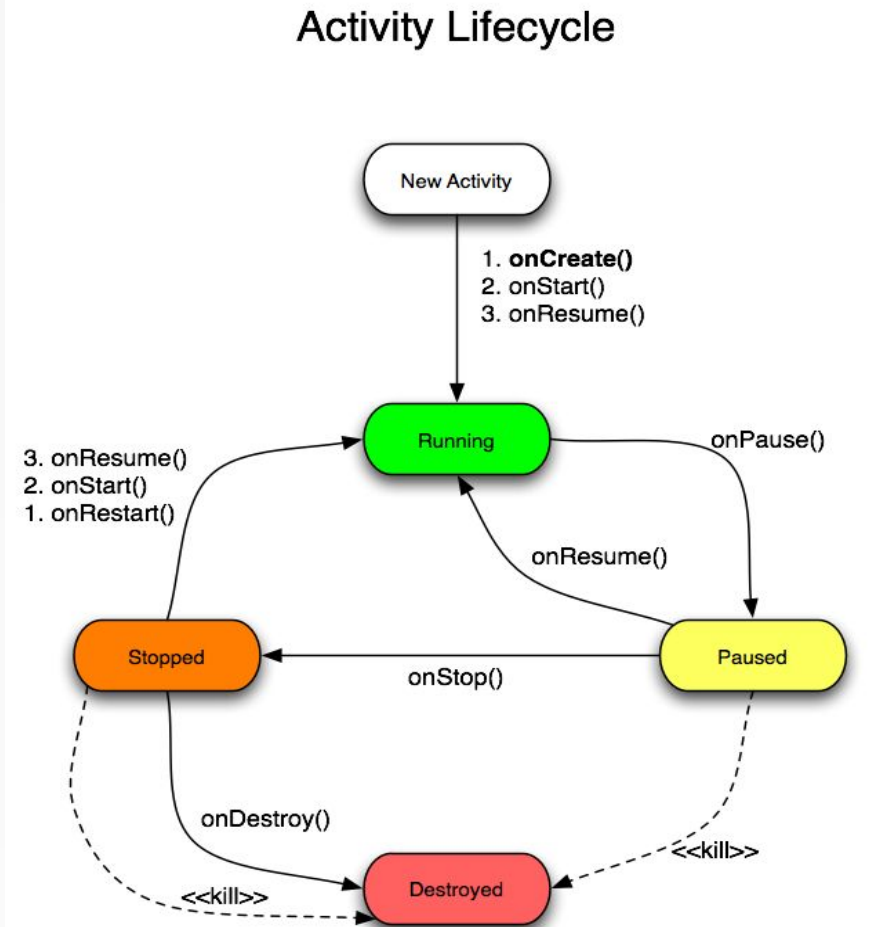 Activity Lifecycle
New Activity
1. onCreate()
2. onStart()
3. onResume()
Running
onPause()
3. onResume()
2. onStart()
1. onRestart()
onResume()
Stopped
Paused
onStop()
onDestroy()
<<kill>>
Destroyed
<<kill>>